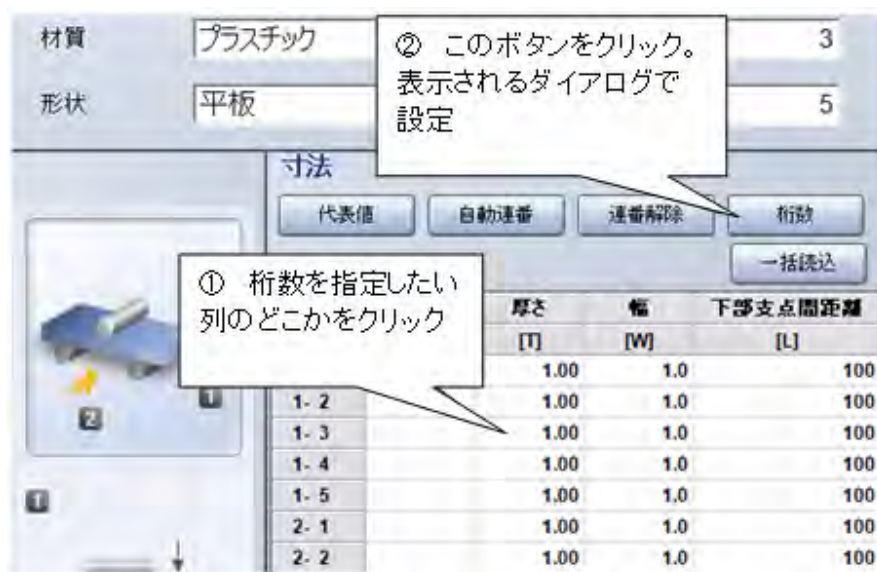 材質 プラスチック 3
② このボタンをクリック。
表示されるダイアログで
設定
形状 平板 5
寸法
代表値 自動連番 連番解除 桁数
一括読込
① 桁数を指定したい
列のどこかをクリック
厚さ 幅 下部支点間距離
[T] [W] [L]
1.00 1.0 100
1- 2 1.00 1.0 100
1- 3 1.00 1.0 100
1- 4 1.00 1.0 100
1- 5 1.00 1.0 100
2- 1 1.00 1.0 100
2- 2 1.00 1.0 100
2
1
1